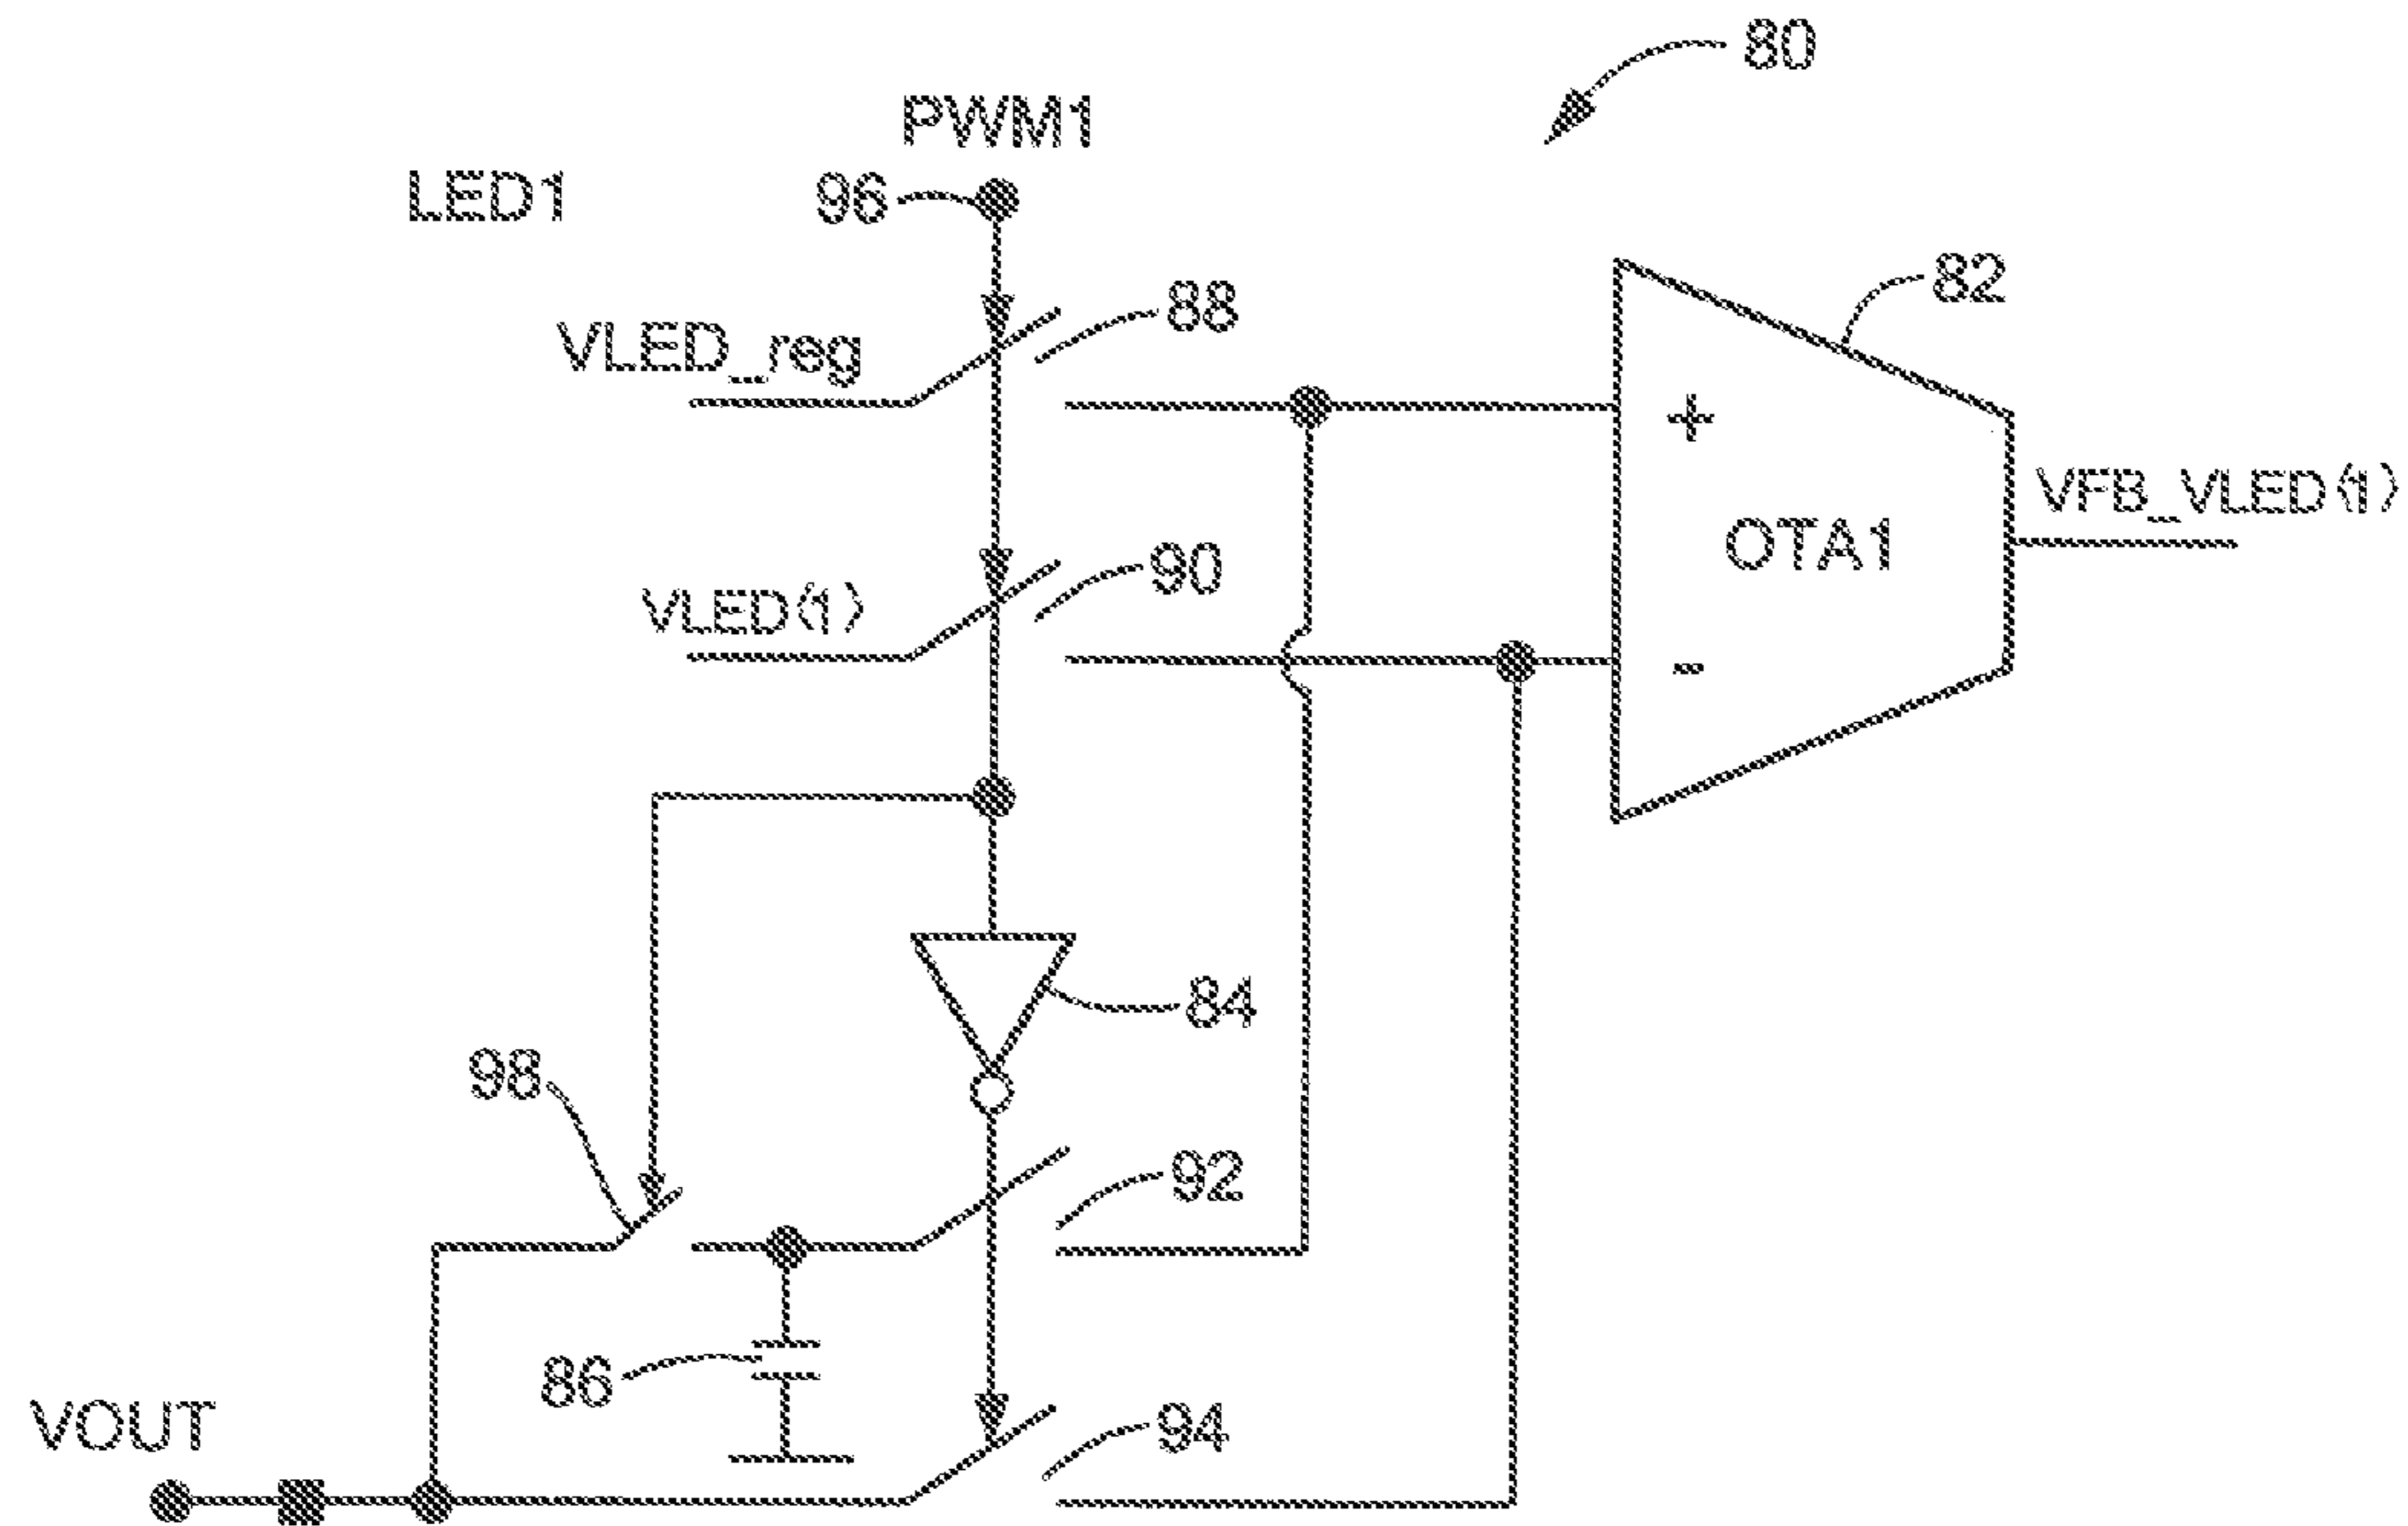 80
PWM1
LED1
96
88
82
VLED_reg
+
VFB_VLED⟨1⟩
90
OTA1
VLED⟨1⟩
-
84
98
92
86
94
VOUT